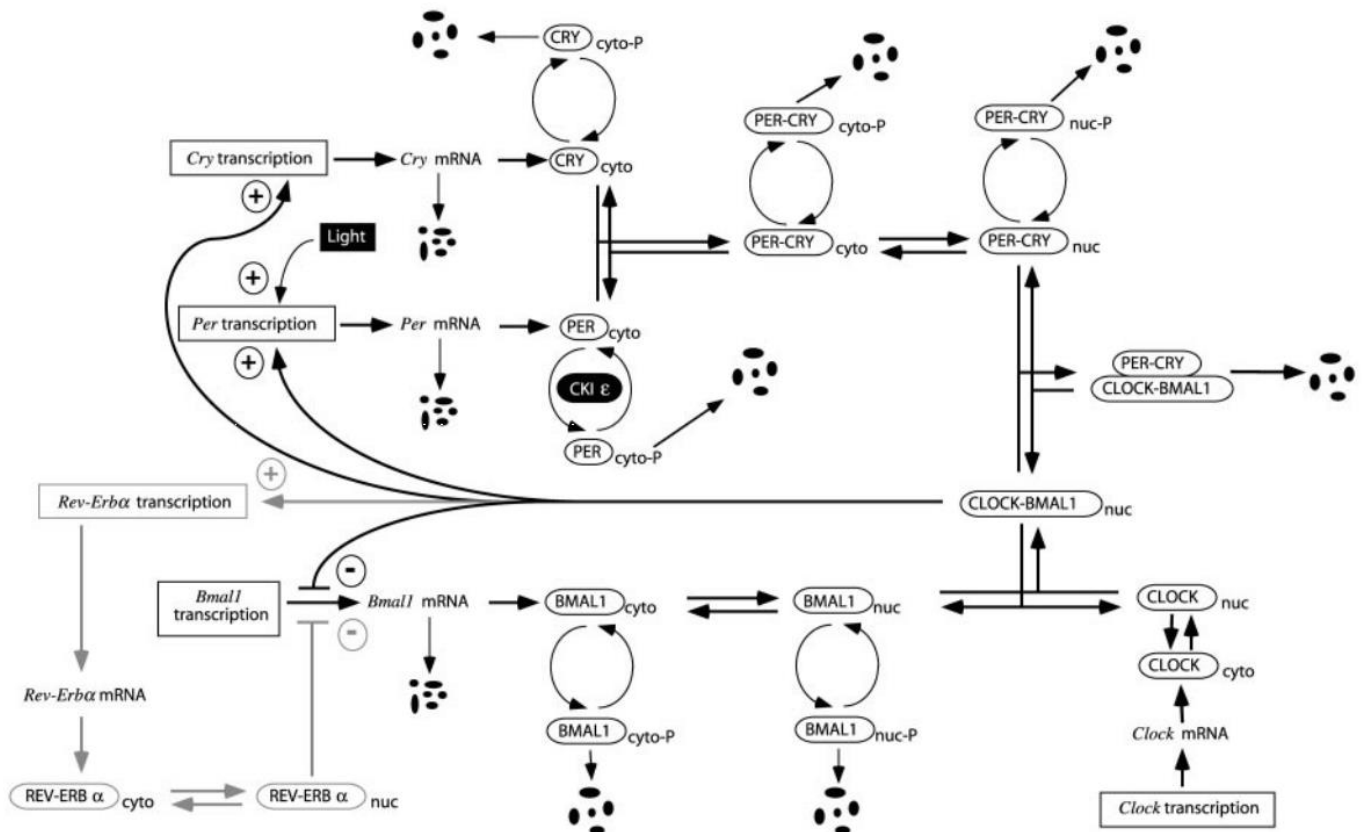 CRY cyto-P
PER-CRY cyto-P
PER-CRY nuc-P
Cry transcription
Cry mRNA
CRY cyto
+
Light
PER-CRY cyto
PER-CRY nuc
+
Per transcription
Per mRNA
PER cyto
+
CKI ε
PER-CRY
CLOCK-BMAL1
PER cyto-P
+
Rev-Erbα transcription
CLOCK-BMAL1 nuc
-
Bmal1
transcription
Bmal1 mRNA
BMAL1 cyto
BMAL1 nuc
CLOCK nuc
-
CLOCK cyto
Rev-Erbα mRNA
BMAL1 cyto-P
BMAL1 nuc-P
Clock mRNA
REV-ERB α cyto
REV-ERB α nuc
Clock transcription